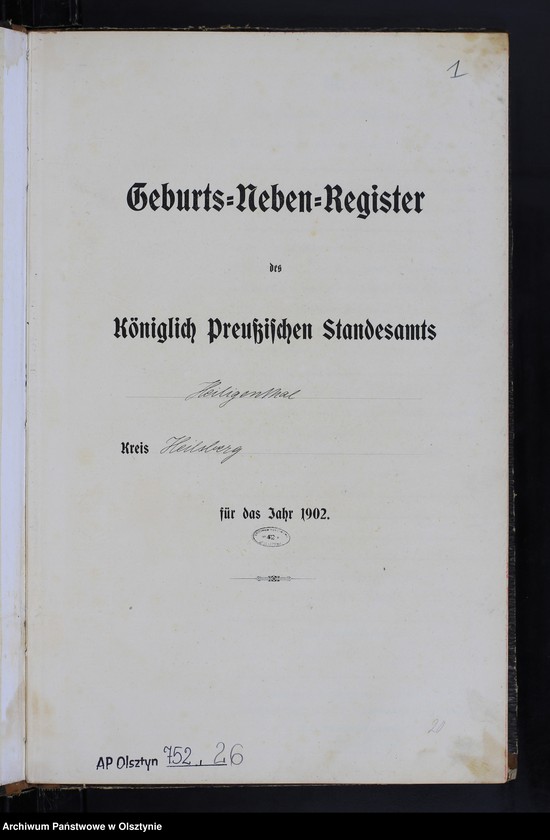 1
Geburts=Neben=Register
des
Königlich Preußischen Standesamts
Heiligenthal
Kreis Heilsberg
für das Jahr 1902.
20
AP Olsztyn 752, 26
Archiwum Państwowe w Olsztynie